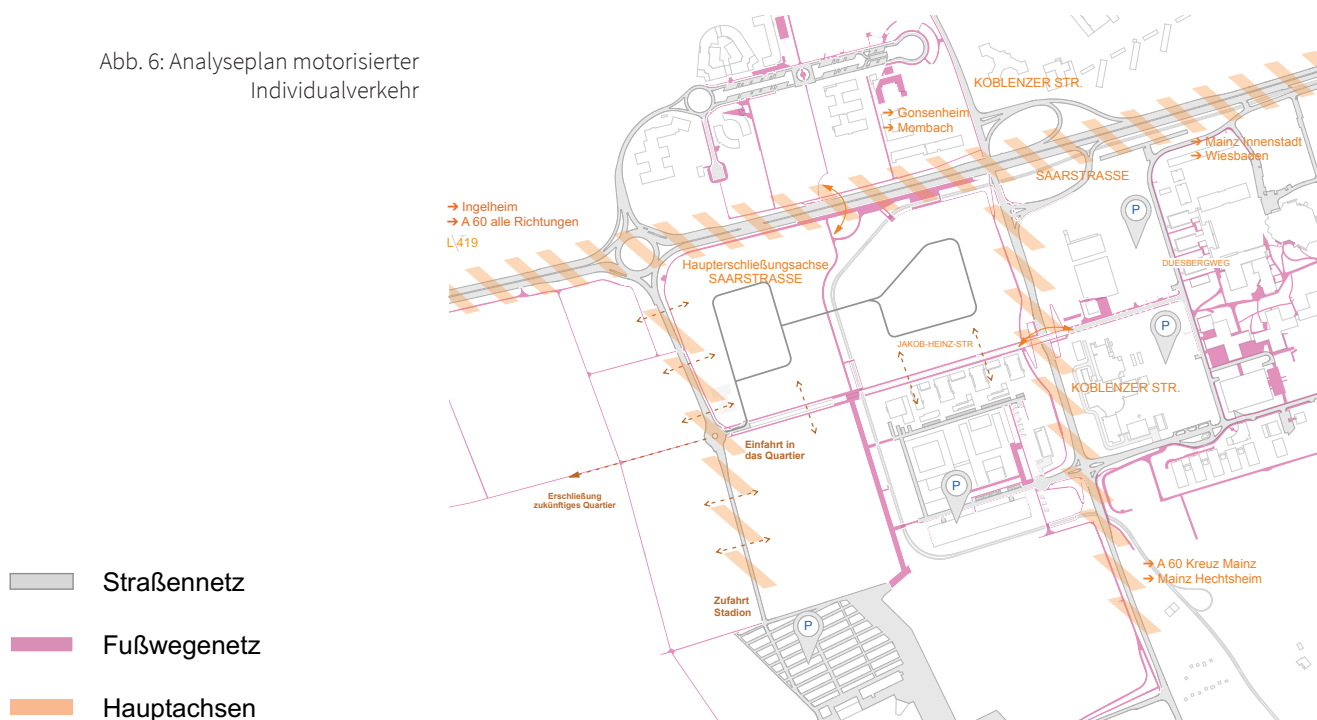 Abb. 6: Analyseplan motorisierter
Individualverkehr
KOBLENZER STR.
→ Gonsenheim
→ Mombach
→ Mainz Innenstadt
→ Wiesbaden
SAARSTRASSE
→ Ingelheim
→ A 60 alle Richtungen
L 419
P
Haupterschließungsachse
SAARSTRASSE
DUESBERGWEG
P
JAKOB-HEINZ-STR.
KOBLENZER STR.
Einfahrt in
das Quartier
P
Erschließung
zukünftiges Quartier
→ A 60 Kreuz Mainz
→ Mainz Hechtsheim
Zufahrt
Stadion
P
Straßennetz
Fußwegenetz
Hauptachsen